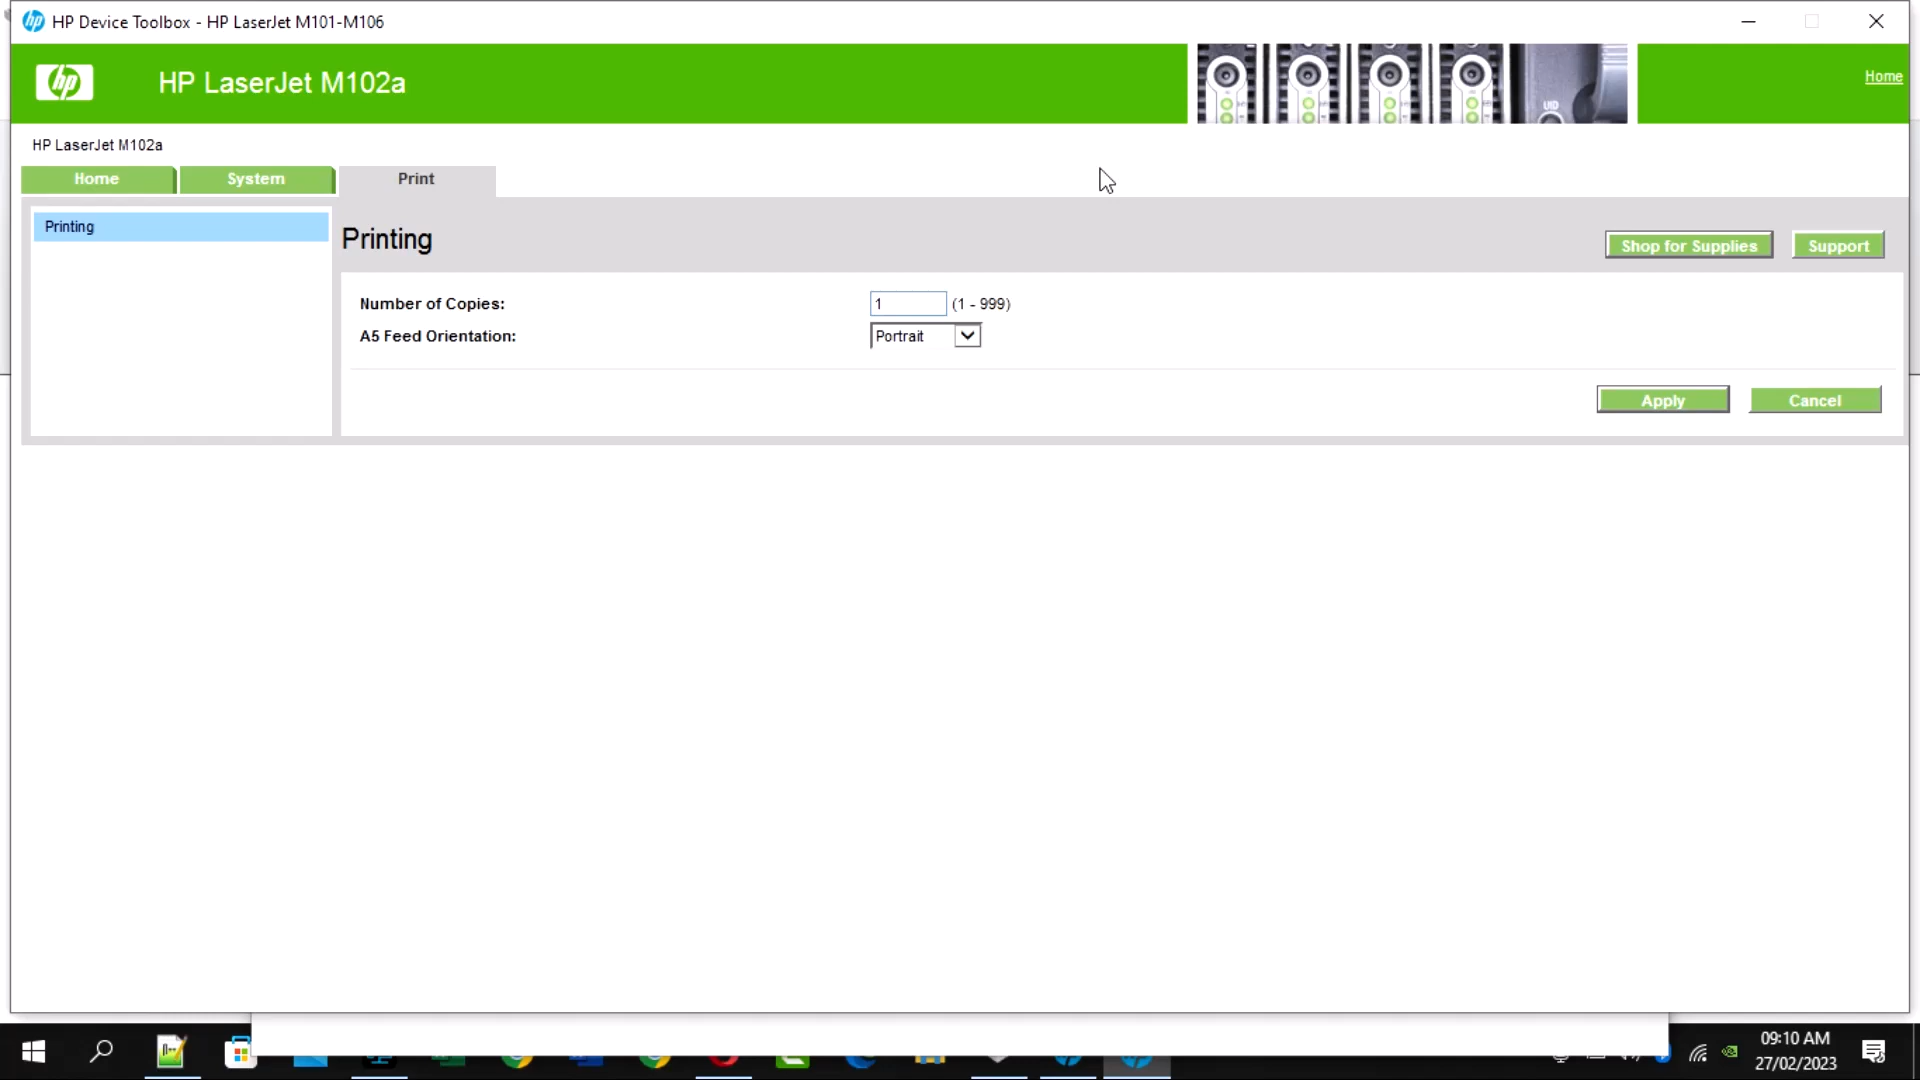 HP Device Toolbox - HP LaserJet M101-M106
hp
HP LaserJet M102a
UID
Home
HP LaserJet M102a
Home
System
Print
Printing
Printing
Shop for Supplies
Support
Number of Copies:
1
(1 - 999)
A5 Feed Orientation:
Portrait
Apply
Cancel
09:10 AM
27/02/2023